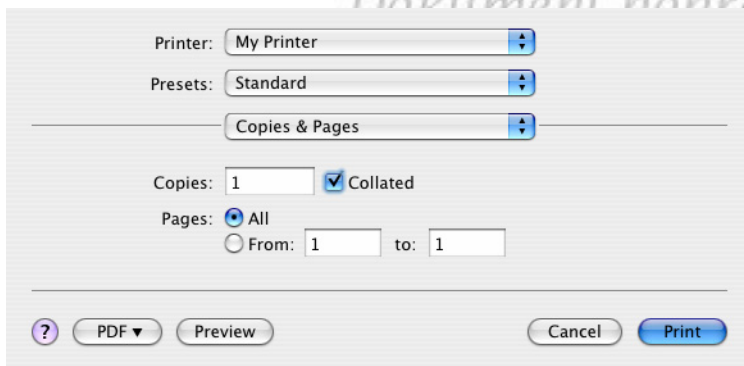 Printer: My Printer
Presets: Standard
Copies & Pages
Copies: 1 Collated
Pages: All
From: 1 to: 1
? PDF ▼ Preview Cancel Print